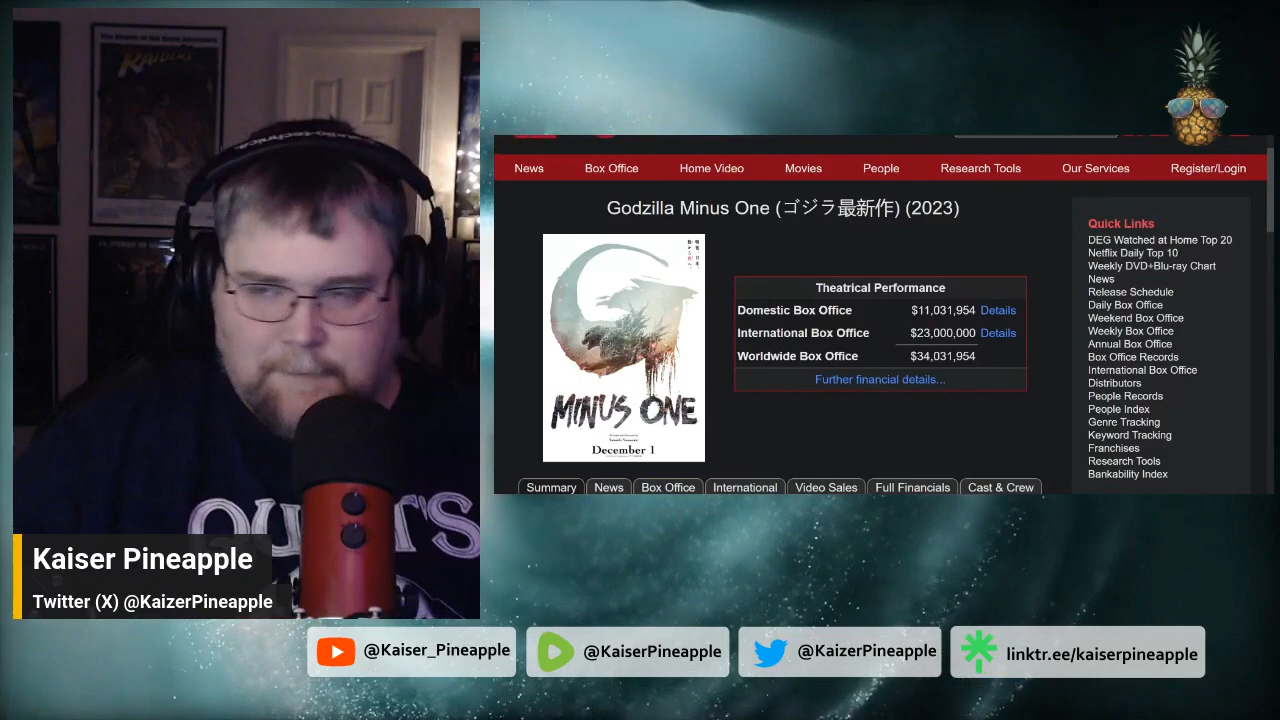 RAIDERS
audio-technica
QUINT'S
Kaiser Pineapple
Twitter (X) @KaizerPineapple
News Box Office Home Video Movies People Research Tools Our Services Register/Login
Godzilla Minus One (ゴジラ最新作) (2023)
MINUS ONE
December 1
Theatrical Performance
Domestic Box Office $11,031,954 Details
International Box Office $23,000,000 Details
Worldwide Box Office $34,031,954
Further financial details...
Summary News Box Office International Video Sales Full Financials Cast & Crew
Quick Links
DEG Watched at Home Top 20
Netflix Daily Top 10
Weekly DVD+Blu-ray Chart
News
Release Schedule
Daily Box Office
Weekend Box Office
Weekly Box Office
Annual Box Office
Box Office Records
International Box Office
Distributors
People Records
People Index
Genre Tracking
Keyword Tracking
Franchises
Research Tools
Bankability Index
@Kaiser_Pineapple
@KaiserPineapple
@KaizerPineapple
linktr.ee/kaiserpineapple